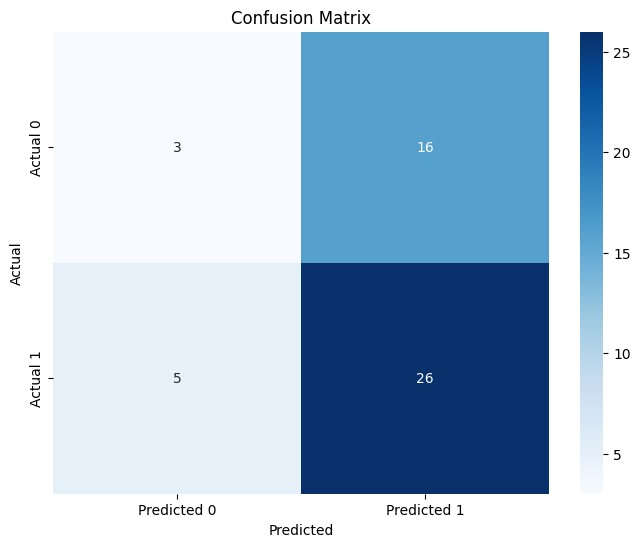 Confusion Matrix
Actual 0
3
16
25
20
15
10
5
Actual
Actual 1
5
26
Predicted 0
Predicted 1
Predicted